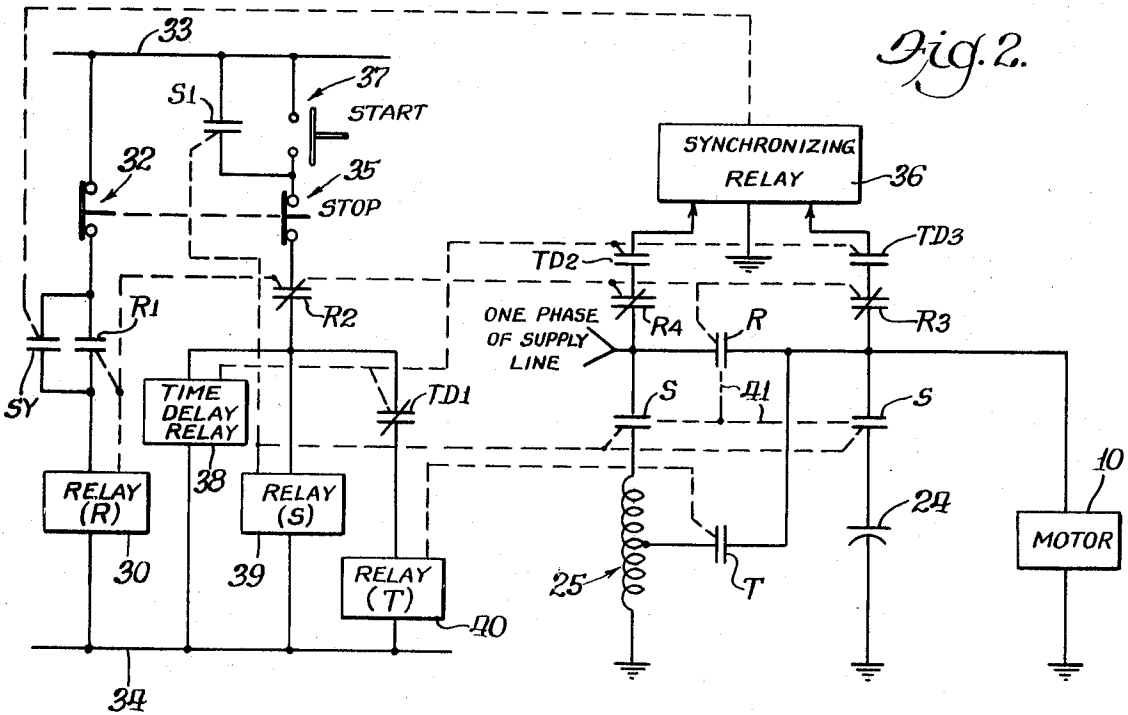 Fig. 2.
33
37
S1
START
32
35
STOP
SYNCHRONIZING
RELAY
36
TD2
TD3
R1
R2
R4
R
R3
ONE PHASE
OF SUPPLY
LINE
SY
TIME
DELAY
RELAY
38
TD1
S
41
S
RELAY
(R)
30
RELAY
(S)
39
RELAY
(T)
40
25
T
24
10
MOTOR
34